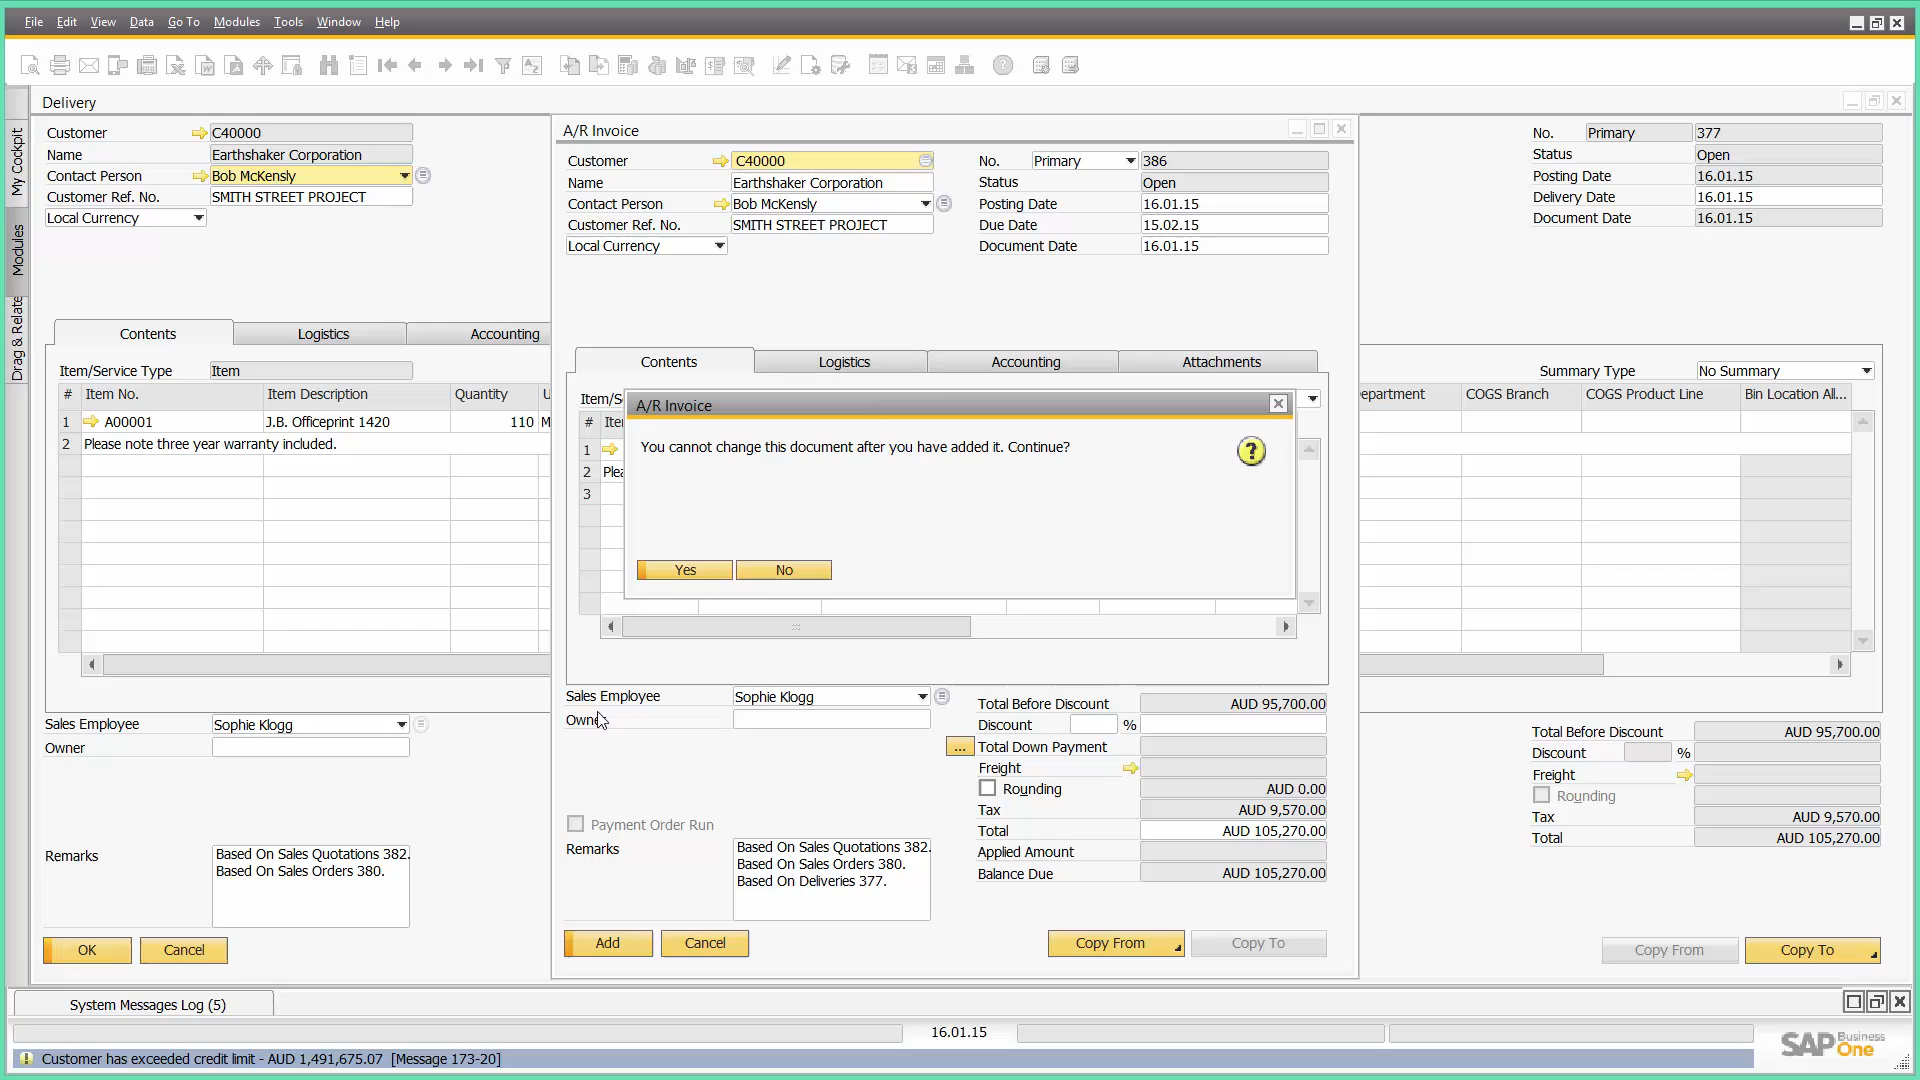 File Edit View Data Go To Modules Tools Window Help
Delivery
My Cockpit
Modules
Drag & Relate
Customer C40000
Name Earthshaker Corporation
Contact Person Bob McKensly
Customer Ref. No. SMITH STREET PROJECT
Local Currency
No. Primary 377
Status Open
Posting Date 16.01.15
Delivery Date 16.01.15
Document Date 16.01.15
Contents Logistics Accounting
Item/Service Type Item
Summary Type No Summary
# Item No. Item Description Quantity U
epartment COGS Branch COGS Product Line Bin Location All...
1 A00001 J.B. Officeprint 1420 110 M
2 Please note three year warranty included.
Sales Employee Sophie Klogg
Owner
Remarks Based On Sales Quotations 382.
Based On Sales Orders 380.
OK Cancel
Total Before Discount AUD 95,700.00
Discount %
Freight
Rounding
Tax AUD 9,570.00
Total AUD 105,270.00
Copy From Copy To
A/R Invoice
Customer C40000
Name Earthshaker Corporation
Contact Person Bob McKensly
Customer Ref. No. SMITH STREET PROJECT
Local Currency
No. Primary 386
Status Open
Posting Date 16.01.15
Due Date 15.02.15
Document Date 16.01.15
Contents Logistics Accounting Attachments
Item/S
# Ite
1
2 Plea
3
A/R Invoice
You cannot change this document after you have added it. Continue?
?
Yes No
Sales Employee Sophie Klogg
Owner
Payment Order Run
Remarks Based On Sales Quotations 382.
Based On Sales Orders 380.
Based On Deliveries 377.
Total Before Discount AUD 95,700.00
Discount %
... Total Down Payment
Freight
Rounding AUD 0.00
Tax AUD 9,570.00
Total AUD 105,270.00
Applied Amount
Balance Due AUD 105,270.00
Add Cancel
Copy From Copy To
System Messages Log (5)
16.01.15
Customer has exceeded credit limit - AUD 1,491,675.07 [Message 173-20]
SAP Business One